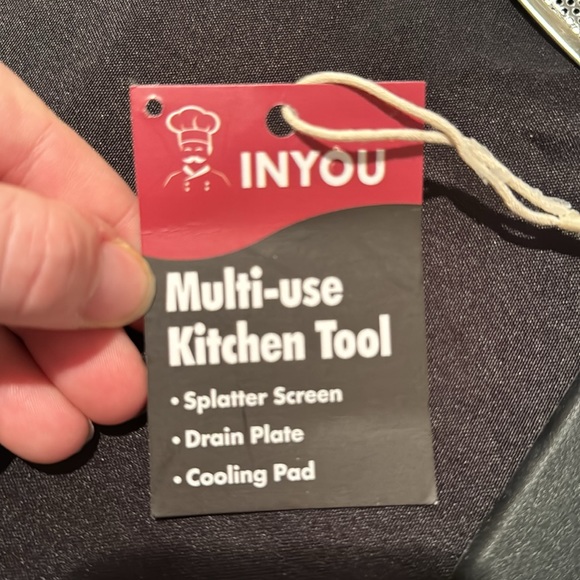 INYOU
Multi-use
Kitchen Tool
• Splatter Screen
• Drain Plate
• Cooling Pad